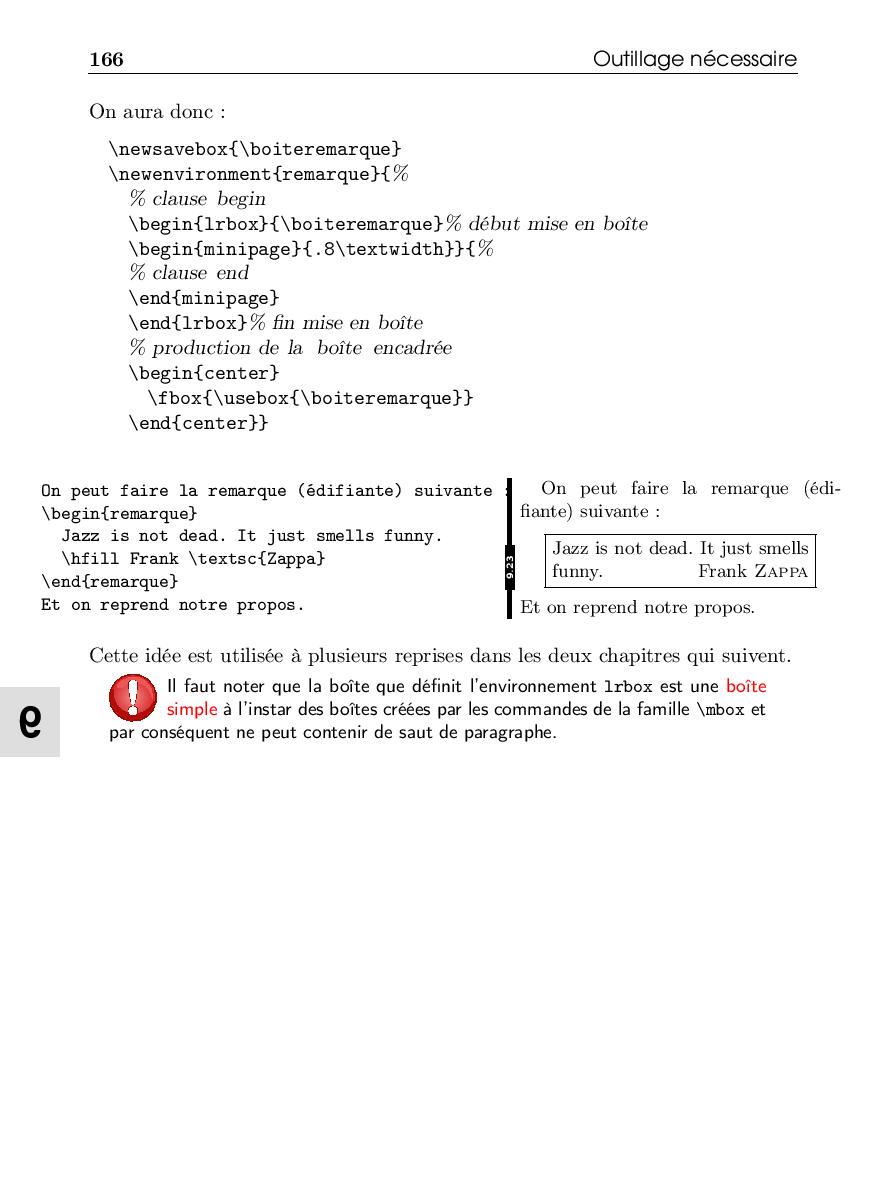 166 Outillage nécessaire
On aura donc :
\newsavebox{\boiteremarque}
\newenvironment{remarque}{%
% clause begin
\begin{lrbox}{\boiteremarque}% début mise en boîte
\begin{minipage}{.8\textwidth}}{%
% clause end
\end{minipage}
\end{lrbox}% fin mise en boîte
% production de la boîte encadrée
\begin{center}
\fbox{\usebox{\boiteremarque}}
\end{center}}
On peut faire la remarque (édifiante) suivante :
\begin{remarque}
Jazz is not dead. It just smells funny.
\hfill Frank \textsc{Zappa}
\end{remarque}
Et on reprend notre propos.
9.23
On peut faire la remarque (édi-
fiante) suivante :
Jazz is not dead. It just smells
funny. Frank Zappa
Et on reprend notre propos.
Cette idée est utilisée à plusieurs reprises dans les deux chapitres qui suivent.
Il faut noter que la boîte que définit l'environnement lrbox est une boîte
simple à l'instar des boîtes créées par les commandes de la famille \mbox et
par conséquent ne peut contenir de saut de paragraphe.
9